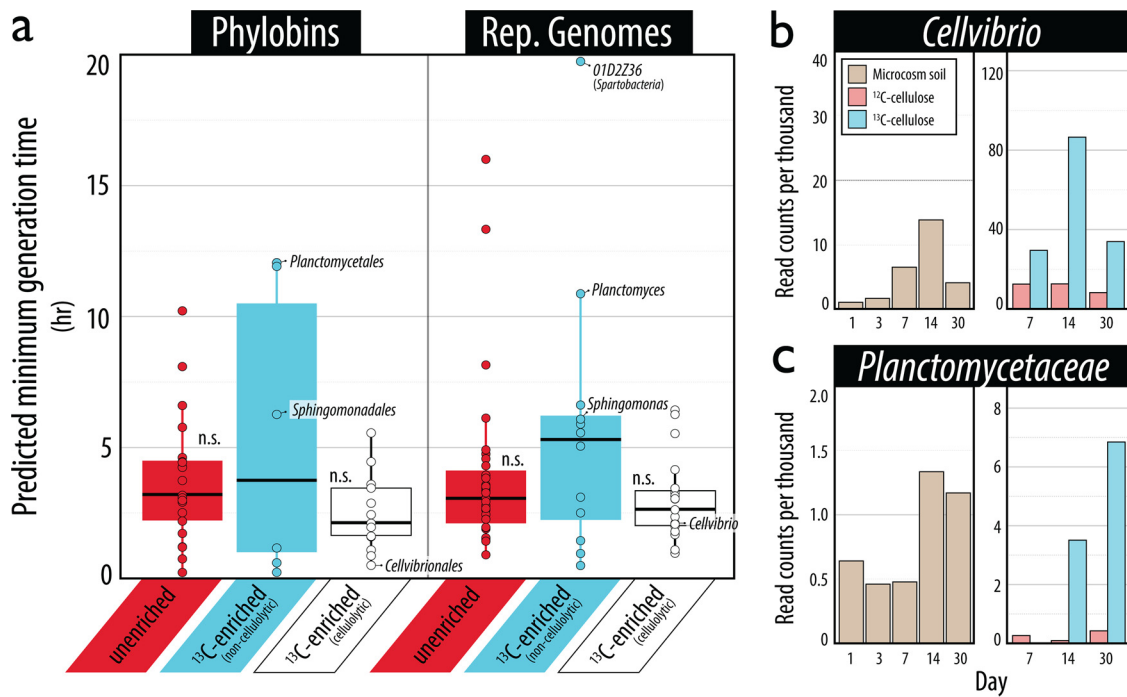 a
Phylobins
Rep. Genomes
Predicted minimum generation time
(hr)
20
15
10
5
0
01D2Z36
(Spartobacteria)
Planctomycetales
Planctomyces
Sphingomonadales
Sphingomonas
n.s.
n.s.
n.s.
n.s.
Cellvibrionales
Cellvibrio
unenriched
¹³C-enriched
(non-cellulolytic)
¹³C-enriched
(cellulolytic)
unenriched
¹³C-enriched
(non-cellulolytic)
¹³C-enriched
(cellulolytic)
b
Cellvibrio
Read counts per thousand
40
30
20
10
0
Microcosm soil
¹²C-cellulose
¹³C-cellulose
1 3 7 14 30
120
80
40
0
7 14 30
c
Planctomycetaceae
Read counts per thousand
2.0
1.5
1.0
0.5
0
1 3 7 14 30
8
6
4
2
0
7 14 30
Day